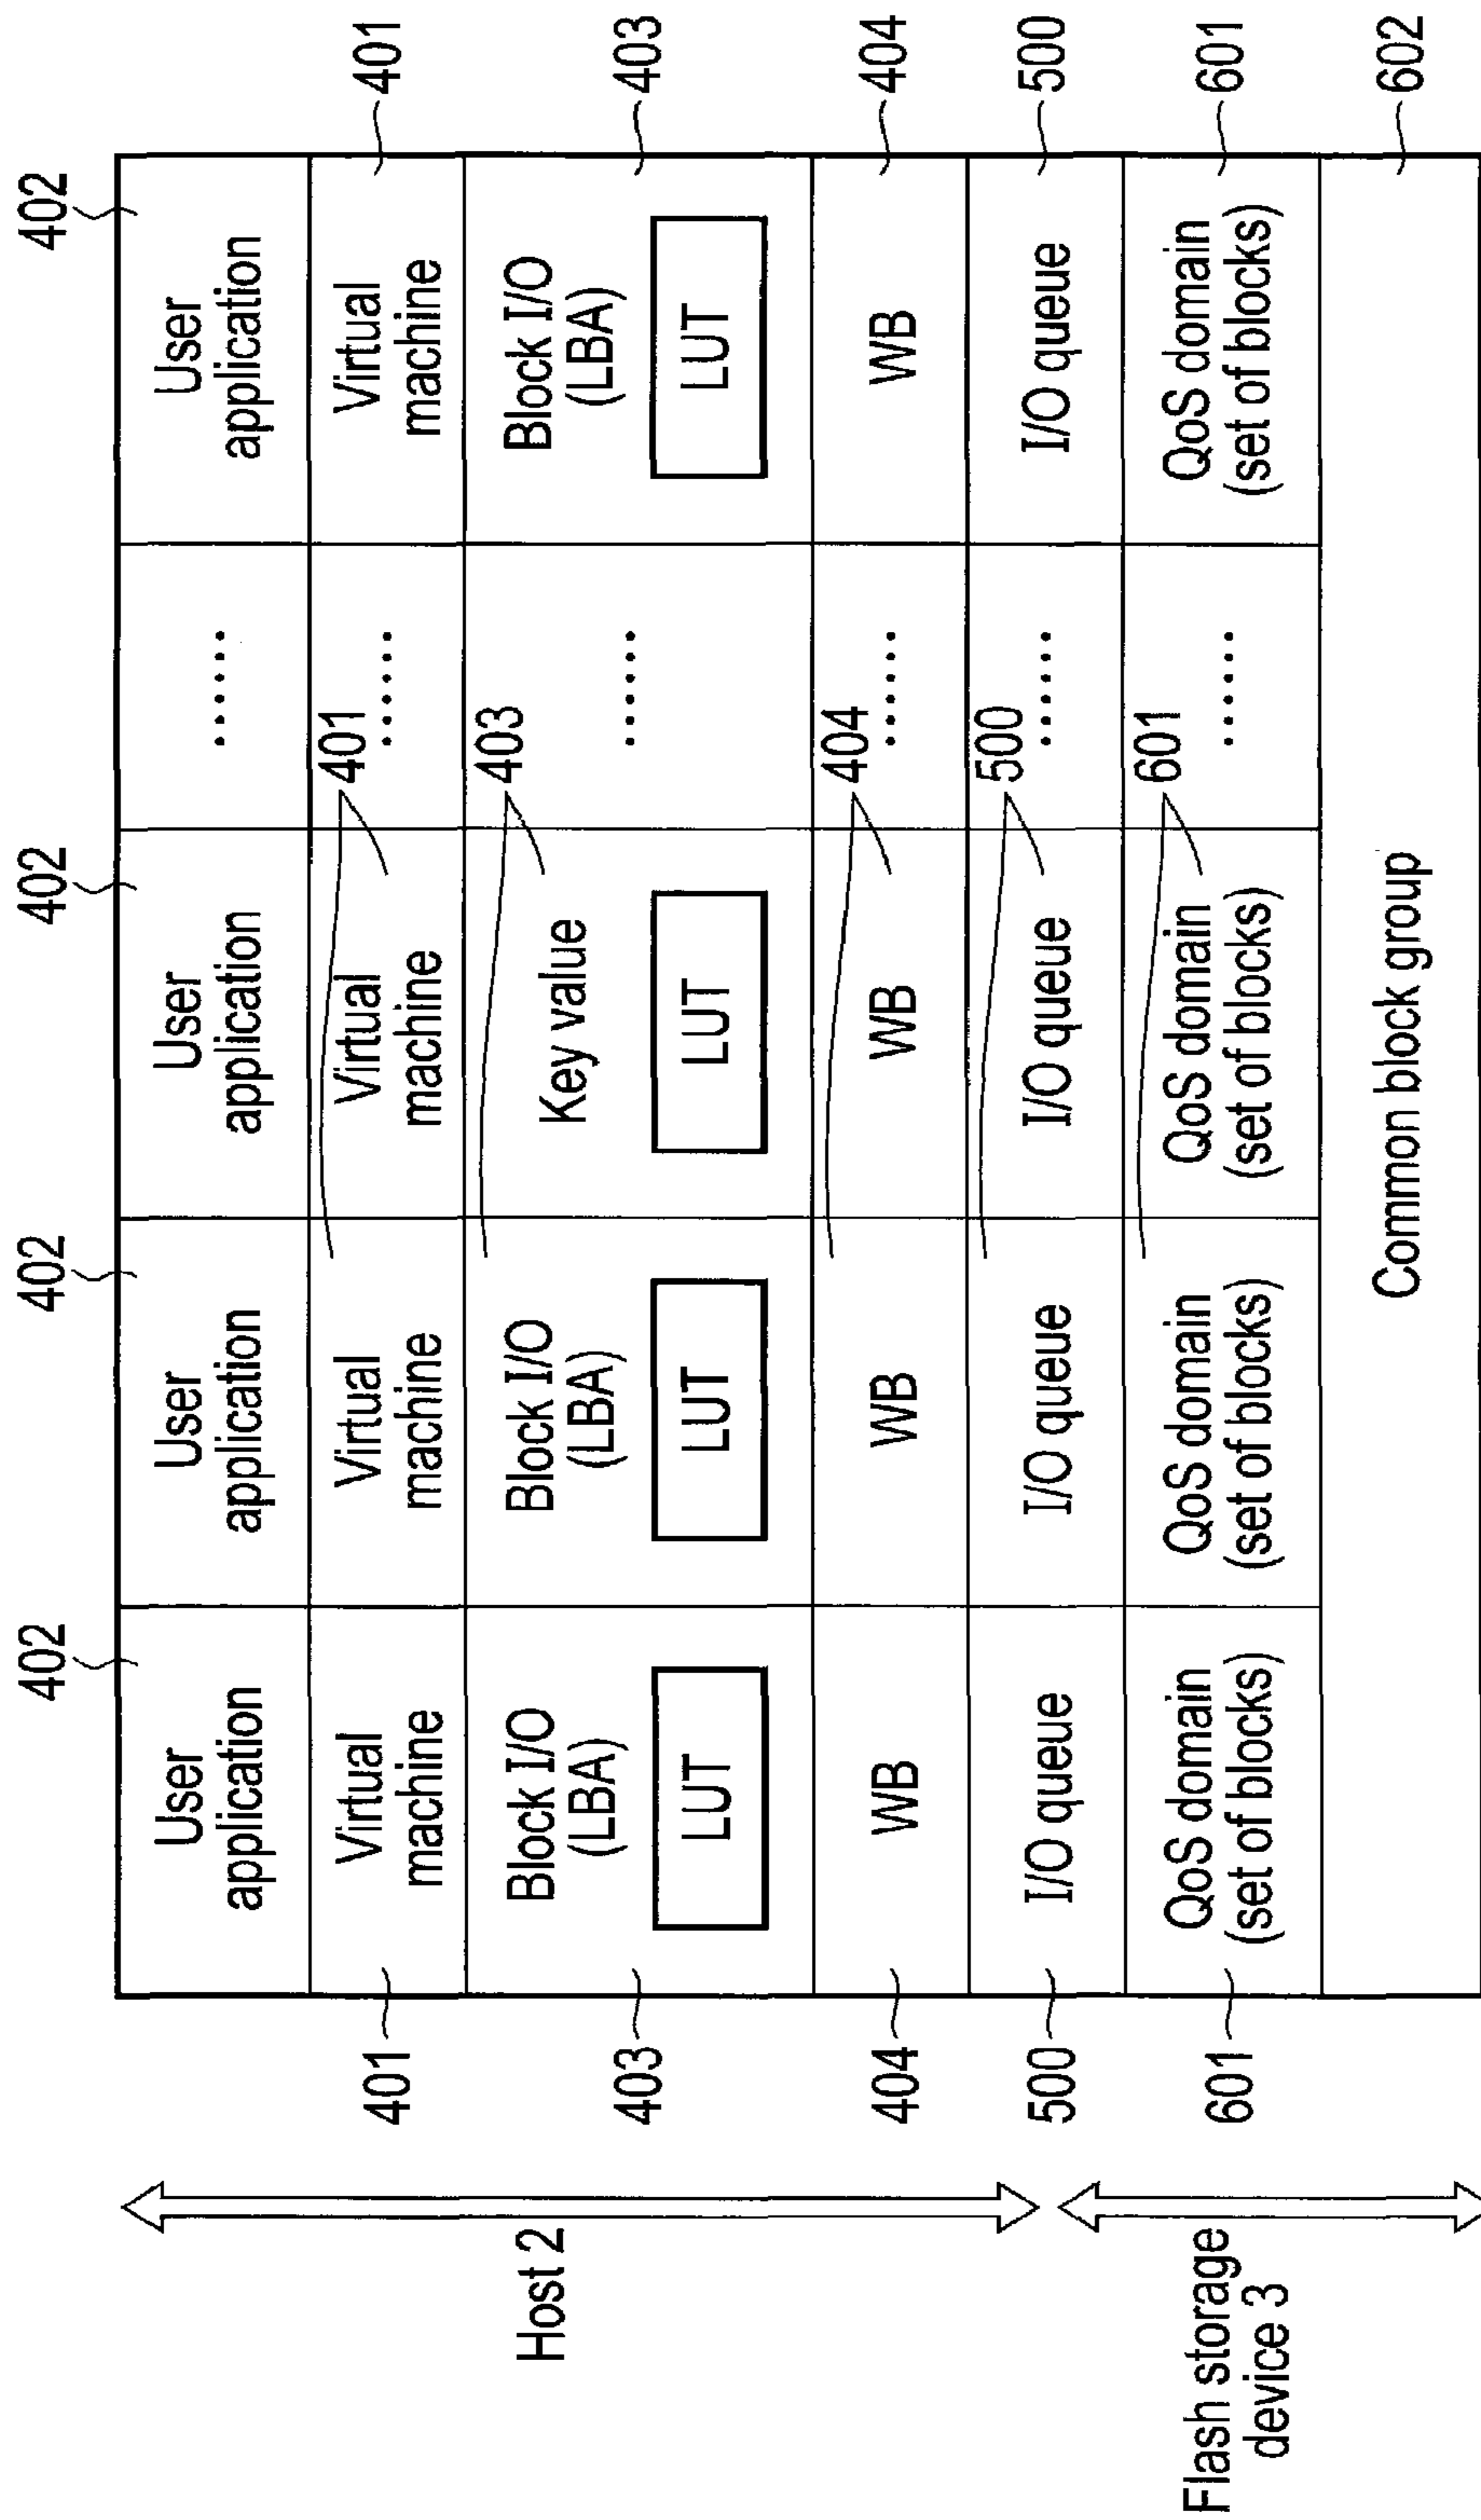 402
402
402
402
User
application
User
application
User
application
......
User
application
401
Virtual
machine
Virtual
machine
Virtual
machine
401
......
Virtual
machine
401
Host 2
403
Block I/O
(LBA)
LUT
Block I/O
(LBA)
LUT
Key value
LUT
403
......
Block I/O
(LBA)
LUT
403
404
WB
WB
WB
404
......
WB
404
500
I/O queue
I/O queue
I/O queue
500
......
I/O queue
500
Flash storage
device 3
601
QoS domain
(set of blocks)
QoS domain
(set of blocks)
QoS domain
(set of blocks)
601
......
QoS domain
(set of blocks)
601
Common block group
602